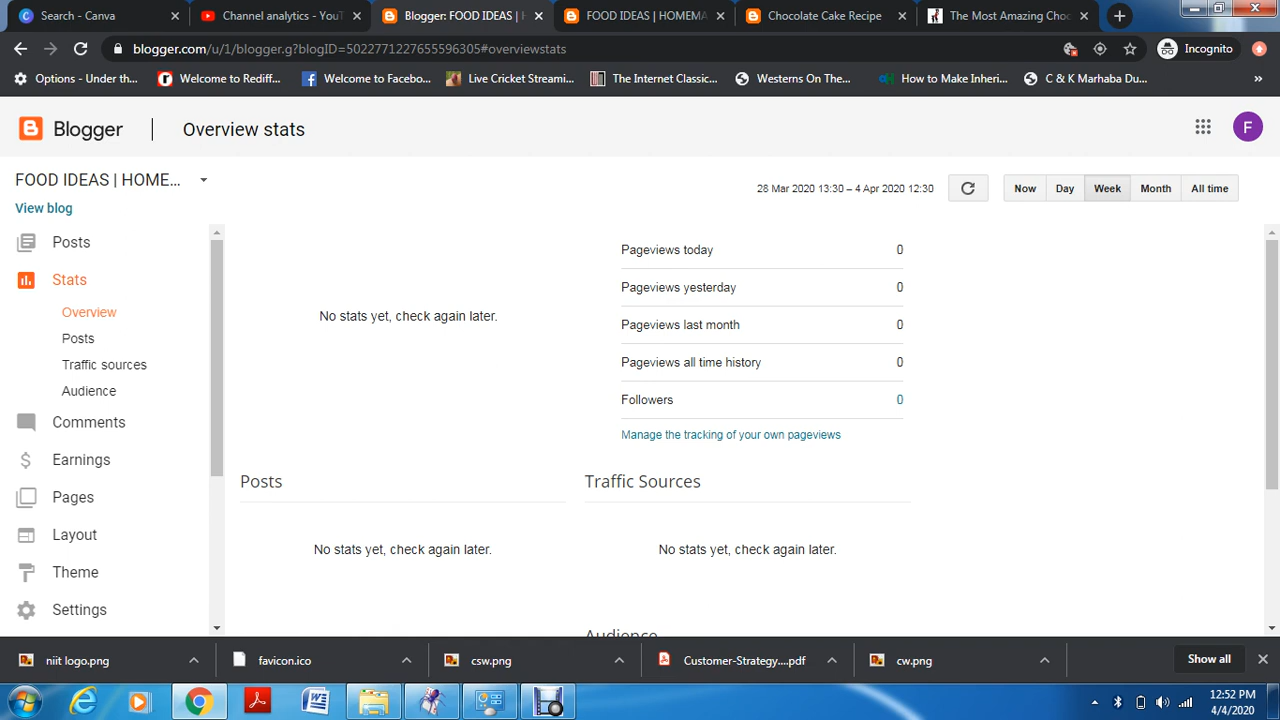 Search - Canva
Channel analytics - YouT
Blogger: FOOD IDEAS | H
FOOD IDEAS | HOMEMA
Chocolate Cake Recipe
The Most Amazing Choc
blogger.com/u/1/blogger.g?blogID=5022771227655596305#overviewstats
Incognito
Options - Under th...
Welcome to Rediff...
Welcome to Facebo...
Live Cricket Streami...
The Internet Classic...
Westerns On The...
How to Make Inheri...
C & K Marhaba Du...
»
Blogger
Overview stats
F
FOOD IDEAS | HOME...
View blog
28 Mar 2020 13:30 – 4 Apr 2020 12:30
Now
Day
Week
Month
All time
Posts
Stats
Overview
Posts
Traffic sources
Audience
Comments
Earnings
Pages
Layout
Theme
Settings
No stats yet, check again later.
Pageviews today 0
Pageviews yesterday 0
Pageviews last month 0
Pageviews all time history 0
Followers 0
Manage the tracking of your own pageviews
Posts
No stats yet, check again later.
Traffic Sources
No stats yet, check again later.
Audience
niit logo.png
favicon.ico
csw.png
Customer-Strategy....pdf
cw.png
Show all
12:52 PM
4/4/2020